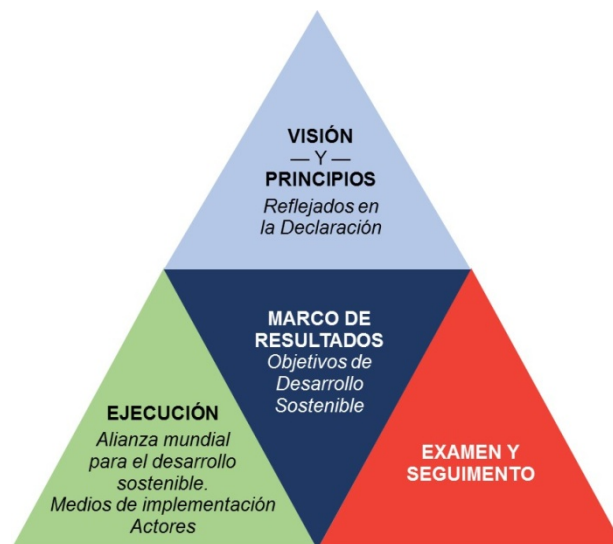 VISIÓN
— Y —
PRINCIPIOS
Reflejados en
la Declaración
MARCO DE
RESULTADOS
Objetivos de
Desarrollo
Sostenible
EJECUCIÓN
Alianza mundial
para el desarrollo
sostenible.
Medios de implementación
Actores
EXAMEN Y
SEGUIMENTO